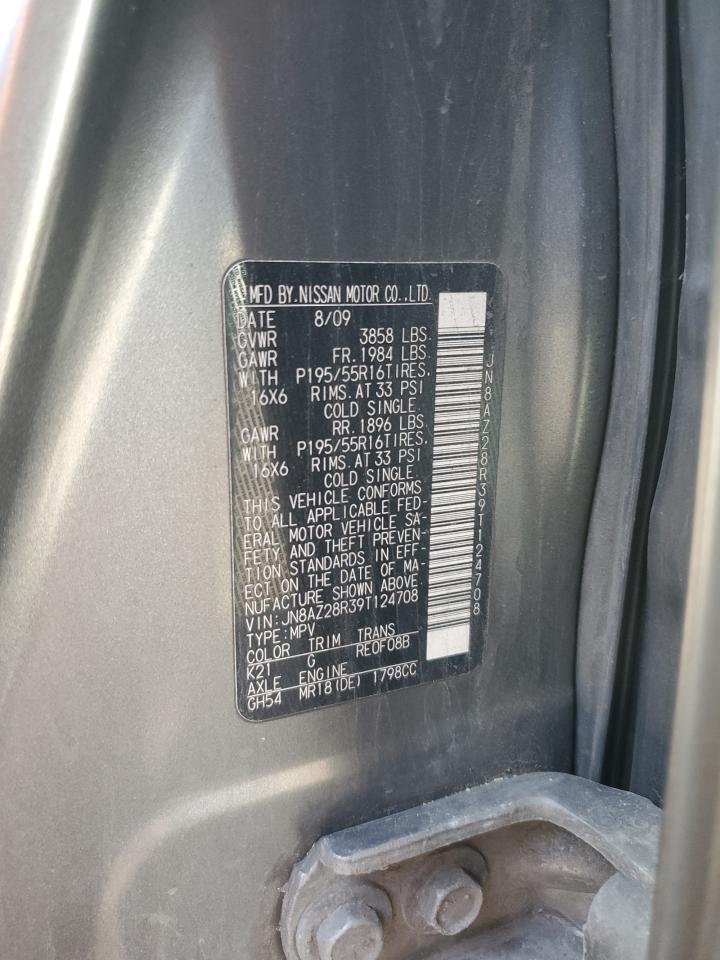 MFD BY.NISSAN MOTOR CO.,LTD.
DATE 8/09
GVWR 3858 LBS.
GAWR FR.1984 LBS.
WITH P195/55R16TIRES,
16X6 RIMS.AT 33 PSI
COLD SINGLE.
GAWR RR.1896 LBS.
WITH P195/55R16TIRES,
16X6 RIMS.AT 33 PSI
COLD SINGLE.
THIS VEHICLE CONFORMS
TO ALL APPLICABLE FED-
ERAL MOTOR VEHICLE SA-
FETY AND THEFT PREVEN-
TION STANDARDS IN EFF-
ECT ON THE DATE OF MA-
NUFACTURE SHOWN ABOVE.
VIN:JN8AZ28R39T124708
TYPE:MPV
COLOR TRIM TRANS
K21 G RE0F08B
AXLE ENGINE
GH54 MR18(DE) 1798CC
JN8AZ28R39T124708